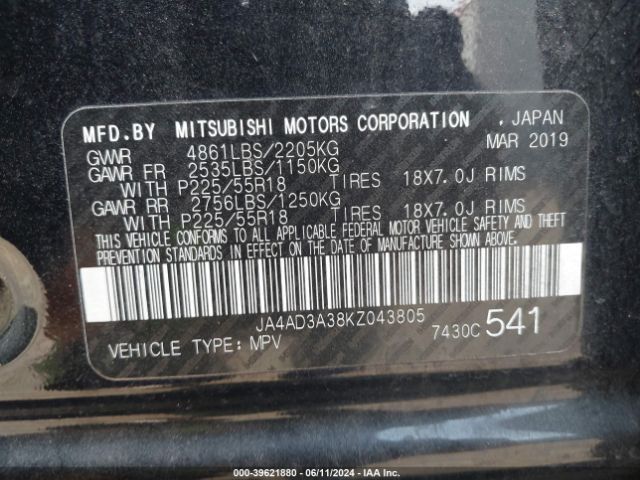 MFD.BY MITSUBISHI MOTORS CORPORATION , JAPAN
GVWR 4861LBS/2205KG MAR 2019
GAWR FR 2535LBS/1150KG
WITH P225/55R18 TIRES 18X7.0J RIMS
GAWR RR 2756LBS/1250KG
WITH P225/55R18 TIRES 18X7.0J RIMS
THIS VEHICLE CONFORMS TO ALL APPLICABLE FEDERAL MOTOR VEHICLE SAFETY AND THEFT
PREVENTION STANDARDS IN EFFECT ON THE DATE OF MANUFACTURE SHOWN ABOVE.
JA4AD3A38KZ043805
7430C 541
VEHICLE TYPE: MPV
000-39621880 - 06/11/2024 - IAA Inc.